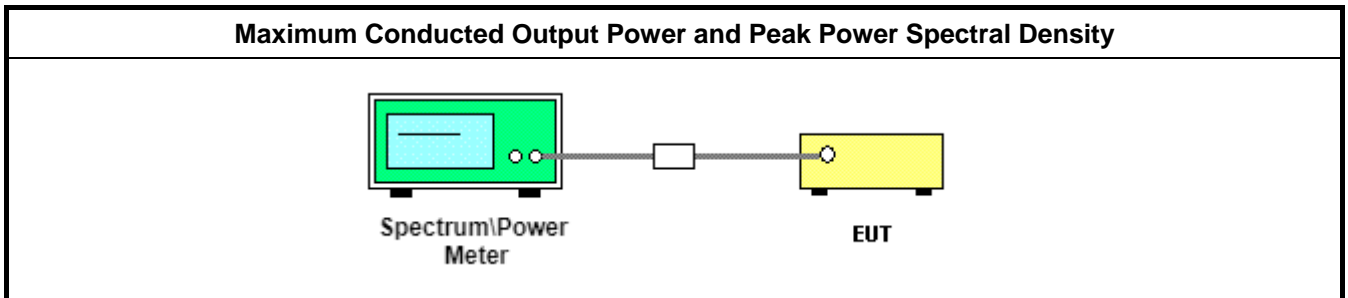 Maximum Conducted Output Power and Peak Power Spectral Density
Spectrum\Power
Meter
EUT